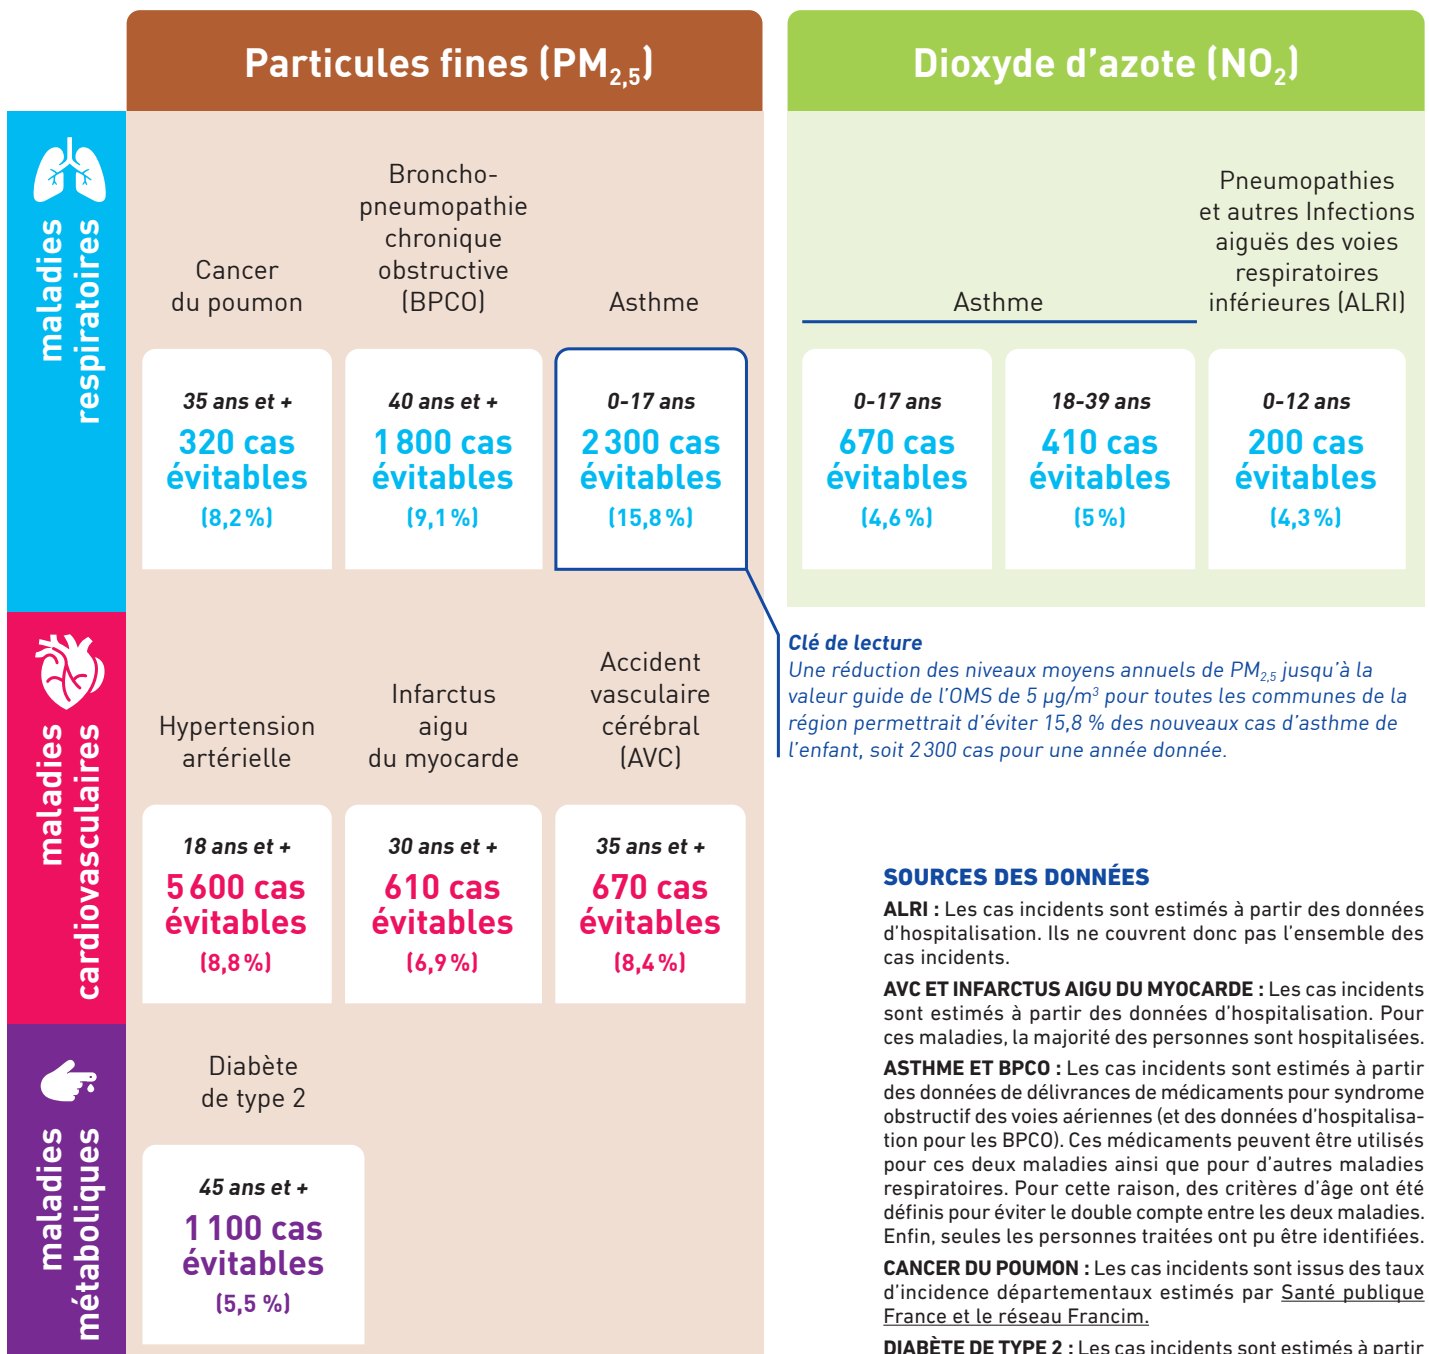 Particules fines (PM2,5)
Dioxyde d'azote (NO2)
maladies
respiratoires
Cancer
du poumon
Broncho-
pneumopathie
chronique
obstructive
(BPCO)
Asthme
Asthme
Pneumopathies
et autres Infections
aiguës des voies
respiratoires
inférieures (ALRI)
35 ans et +
320 cas
évitables
(8,2 %)
40 ans et +
1 800 cas
évitables
(9,1 %)
0-17 ans
2 300 cas
évitables
(15,8 %)
0-17 ans
670 cas
évitables
(4,6 %)
18-39 ans
410 cas
évitables
(5 %)
0-12 ans
200 cas
évitables
(4,3 %)
Clé de lecture
Une réduction des niveaux moyens annuels de PM2,5 jusqu'à la
valeur guide de l'OMS de 5 µg/m³ pour toutes les communes de la
région permettrait d'éviter 15,8 % des nouveaux cas d'asthme de
l'enfant, soit 2 300 cas pour une année donnée.
maladies
cardiovasculaires
Hypertension
artérielle
Infarctus
aigu
du myocarde
Accident
vasculaire
cérébral
(AVC)
18 ans et +
5 600 cas
évitables
(8,8 %)
30 ans et +
610 cas
évitables
(6,9 %)
35 ans et +
670 cas
évitables
(8,4 %)
maladies
métaboliques
Diabète
de type 2
45 ans et +
1 100 cas
évitables
(5,5 %)
SOURCES DES DONNÉES
ALRI : Les cas incidents sont estimés à partir des données
d'hospitalisation. Ils ne couvrent donc pas l'ensemble des
cas incidents.
AVC ET INFARCTUS AIGU DU MYOCARDE : Les cas incidents
sont estimés à partir des données d'hospitalisation. Pour
ces maladies, la majorité des personnes sont hospitalisées.
ASTHME ET BPCO : Les cas incidents sont estimés à partir
des données de délivrances de médicaments pour syndrome
obstructif des voies aériennes (et des données d'hospitalisa-
tion pour les BPCO). Ces médicaments peuvent être utilisés
pour ces deux maladies ainsi que pour d'autres maladies
respiratoires. Pour cette raison, des critères d'âge ont été
définis pour éviter le double compte entre les deux maladies.
Enfin, seules les personnes traitées ont pu être identifiées.
CANCER DU POUMON : Les cas incidents sont issus des taux
d'incidence départementaux estimés par Santé publique
France et le réseau Francim.
DIABÈTE DE TYPE 2 : Les cas incidents sont estimés à partir